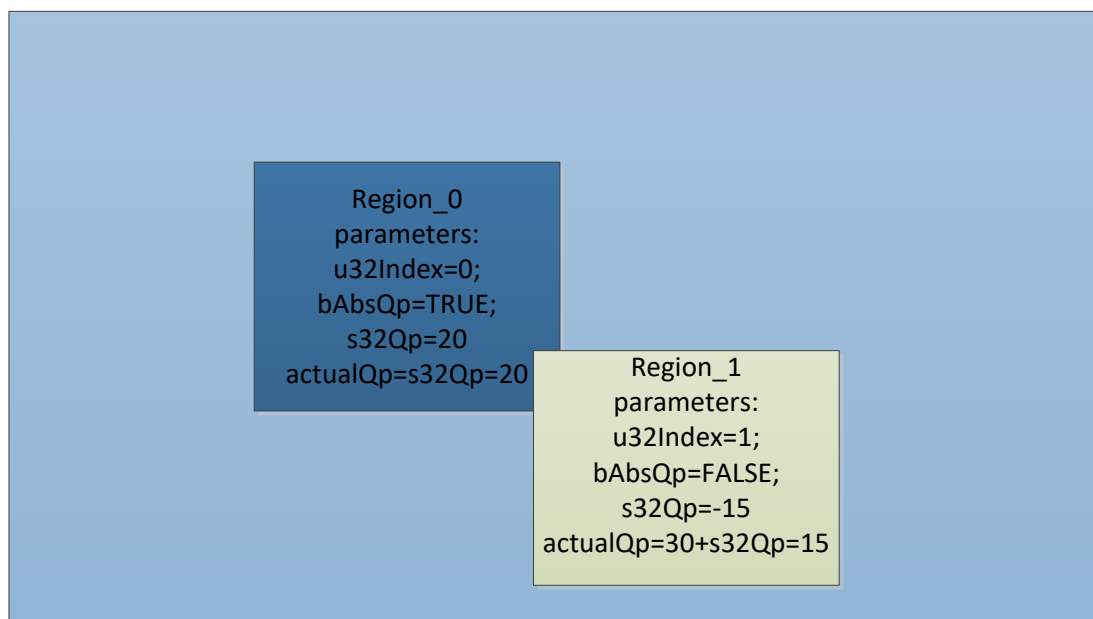 Region_0
parameters:
u32Index=0;
bAbsQp=TRUE;
s32Qp=20
actualQp=s32Qp=20
Region_1
parameters:
u32Index=1;
bAbsQp=FALSE;
s32Qp=-15
actualQp=30+s32Qp=15